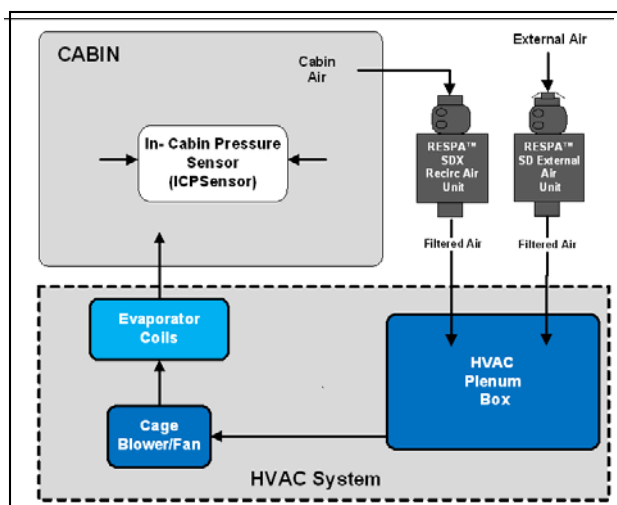 CABIN
Cabin
Air
External Air
In- Cabin Pressure
Sensor
(ICPSensor)
RESPA™
SDX
Recirc Air
Unit
RESPA™
SD External
Air
Unit
Filtered Air
Filtered Air
Evaporator
Coils
HVAC
Plenum
Box
Cage
Blower/Fan
HVAC System